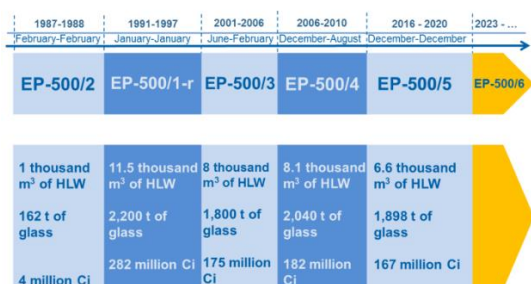 1987-1988 1991-1997 2001-2006 2006-2010 2016 - 2020 2023 - ...
February-February January-January June-February December-August December-December
EP-500/2 EP-500/1-r EP-500/3 EP-500/4 EP-500/5 EP-500/6
1 thousand
m³ of HLW
162 t of
glass
4 million Ci
11.5 thousand
m³ of HLW
2,200 t of
glass
282 million Ci
8 thousand
m³ of HLW
1,800 t of
glass
175 million
Ci
8.1 thousand
m³ of HLW
2,040 t of
glass
182 million
Ci
6.6 thousand
m³ of HLW
1,898 t of
glass
167 million Ci